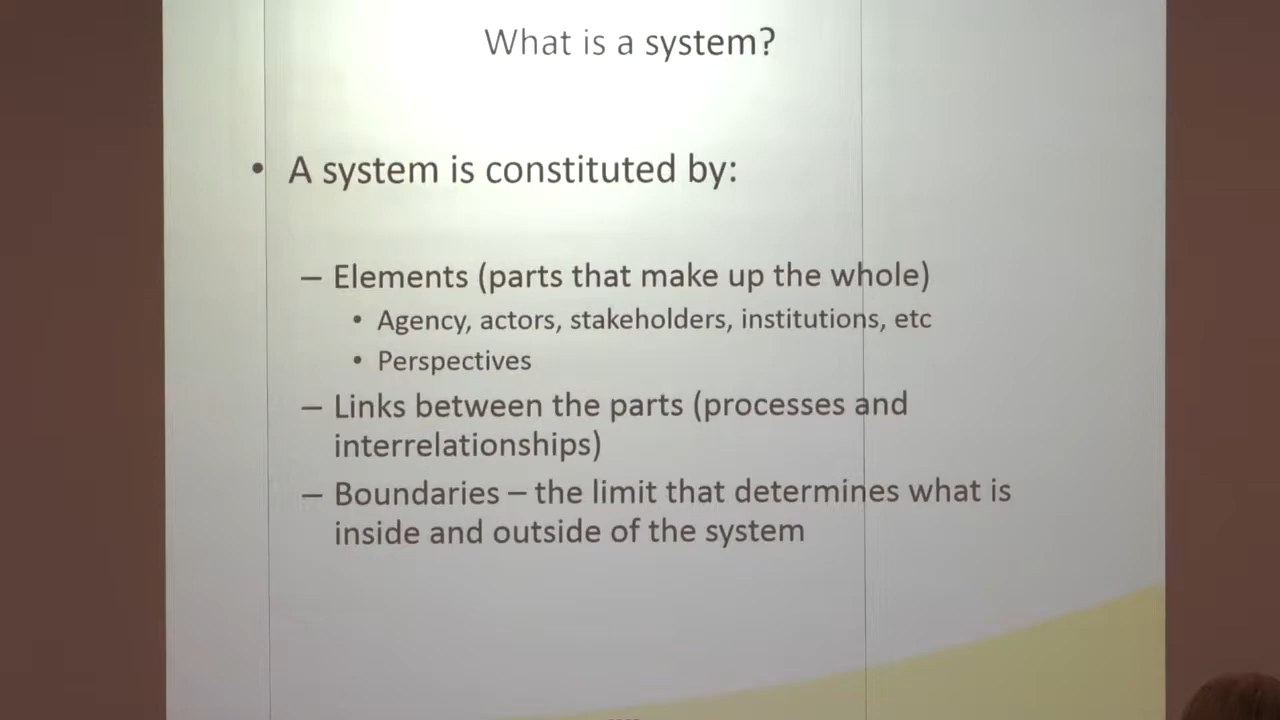 What is a system?
• A system is constituted by:
– Elements (parts that make up the whole)
• Agency, actors, stakeholders, institutions, etc
• Perspectives
– Links between the parts (processes and
interrelationships)
– Boundaries – the limit that determines what is
inside and outside of the system